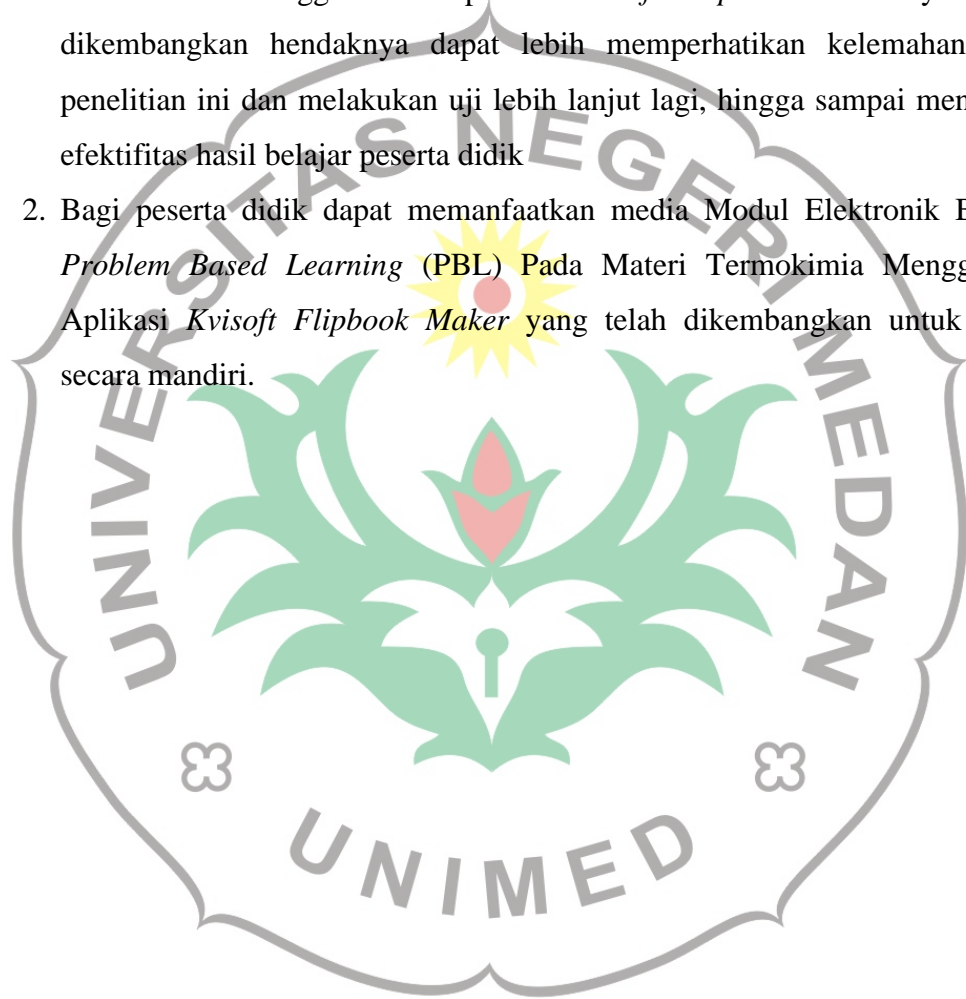 dikembangkan hendaknya dapat lebih memperhatikan kelemahan
penelitian ini dan melakukan uji lebih lanjut lagi, hingga sampai
efektifitas hasil belajar peserta didik
2. Bagi peserta didik dapat memanfaatkan media Modul Elektronik
Problem Based Learning (PBL) Pada Materi Termokimia
Aplikasi Kvisoft Flipbook Maker yang telah dikembangkan untuk
secara mandiri.
UNIVERSITAS NEGERI MEDAN
UNIMED